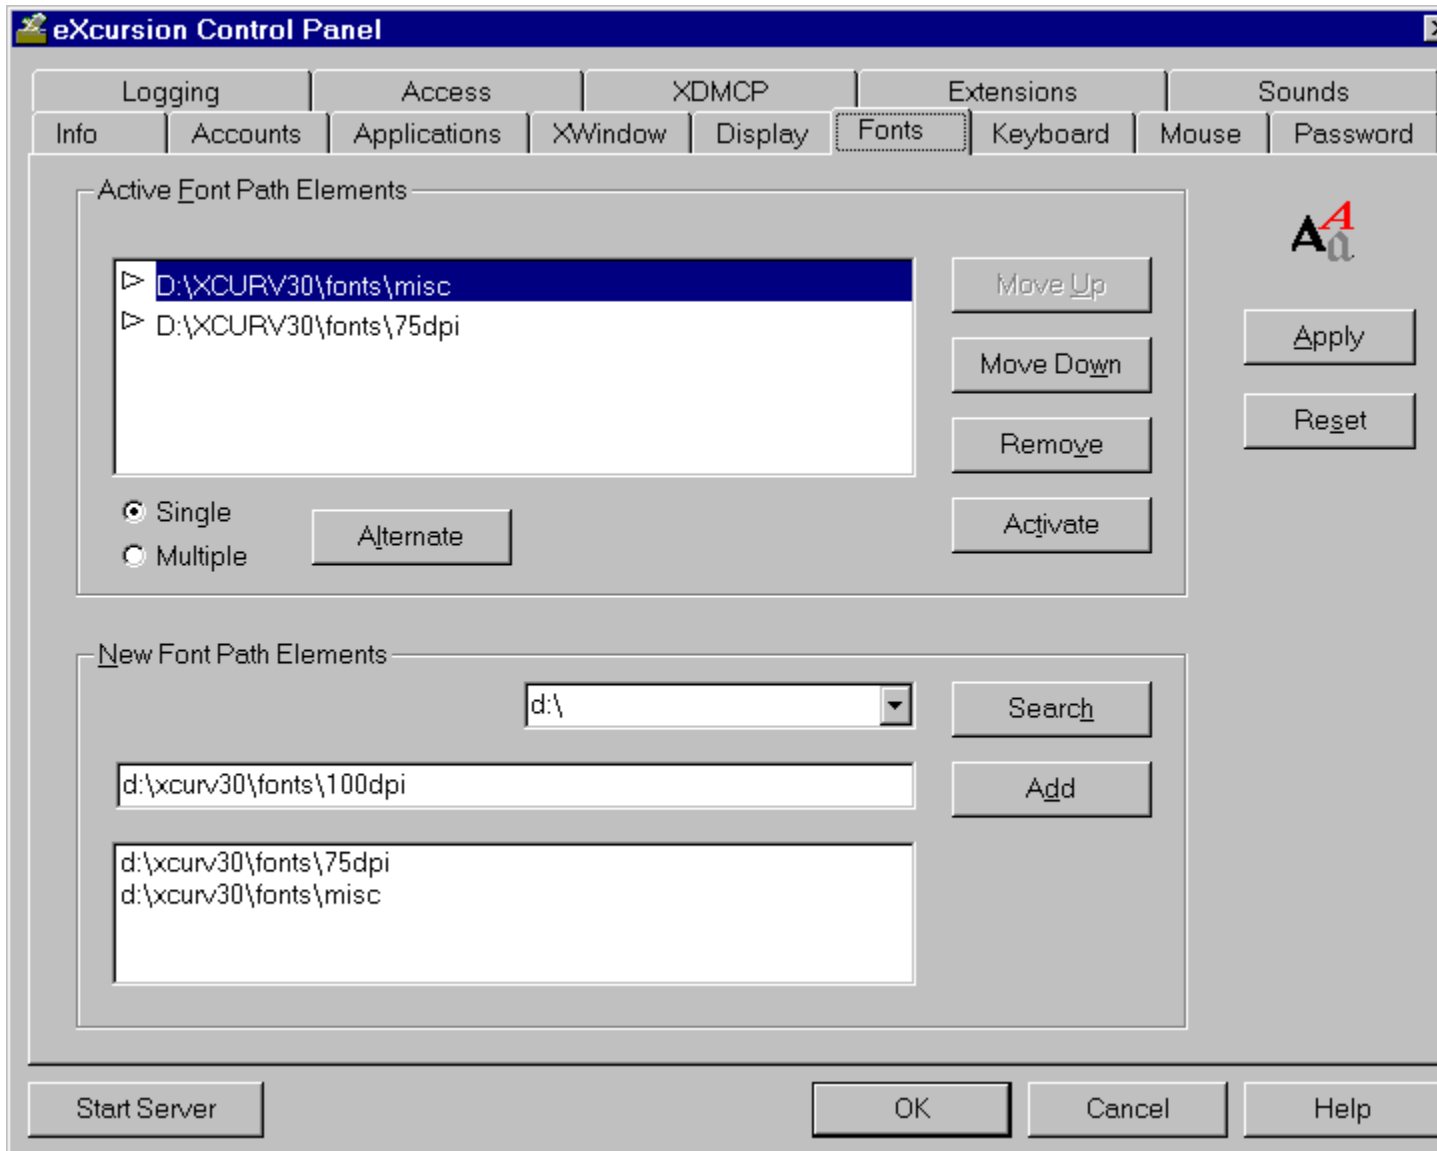 eXcursion Control Panel
Logging Access XDMCP Extensions Sounds
Info Accounts Applications XWindow Display Fonts Keyboard Mouse Password
Active Font Path Elements
D:\XCURV30\fonts\misc
D:\XCURV30\fonts\75dpi
Move Up
Move Down
Remove
Activate
Single
Multiple
Alternate
AAa
Apply
Reset
New Font Path Elements
d:\
Search
d:\xcurv30\fonts\100dpi
Add
d:\xcurv30\fonts\75dpi
d:\xcurv30\fonts\misc
Start Server OK Cancel Help